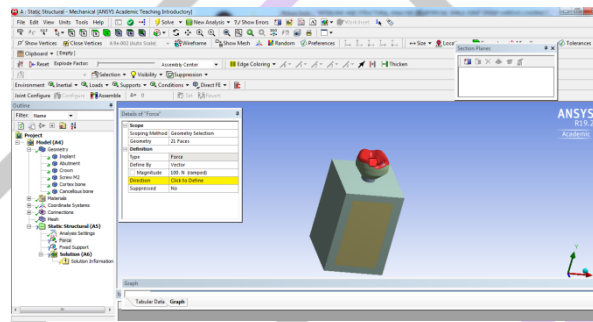 A : Static Structural - Mechanical [ANSYS Academic Teaching Introductory]
File Edit View Units Tools Help Solve New Analysis ?/ Show Errors Worksheet
Show Vertices Close Vertices 4.9e-002 (Auto Scale) Wireframe Show Mesh Random Preferences Size Tolerances
Section Planes
Clipboard [ Empty ]
Reset Explode Factor: Assembly Center Edge Coloring Thicken
Selection Visibility Suppression
Environment Inertial Loads Supports Conditions Direct FE
Joint Configure Configure Assemble Set
Outline
Filter: Name
Project
Model (A4)
Geometry
Implant
Abutment
Crown
Screw M2
Cortex bone
Cancellous bone
Materials
Coordinate Systems
Connections
Mesh
Static Structural (A5)
Analysis Settings
Force
Fixed Support
Solution (A6)
Solution Information
Details of "Force"
Scope
Scoping Method Geometry Selection
Geometry 21 Faces
Definition
Type Force
Define By Vector
Magnitude 100. N (ramped)
Direction Click to Define
Suppressed No
ANSYS
R19.2
Academic
Y
Graph
Tabular Data Graph